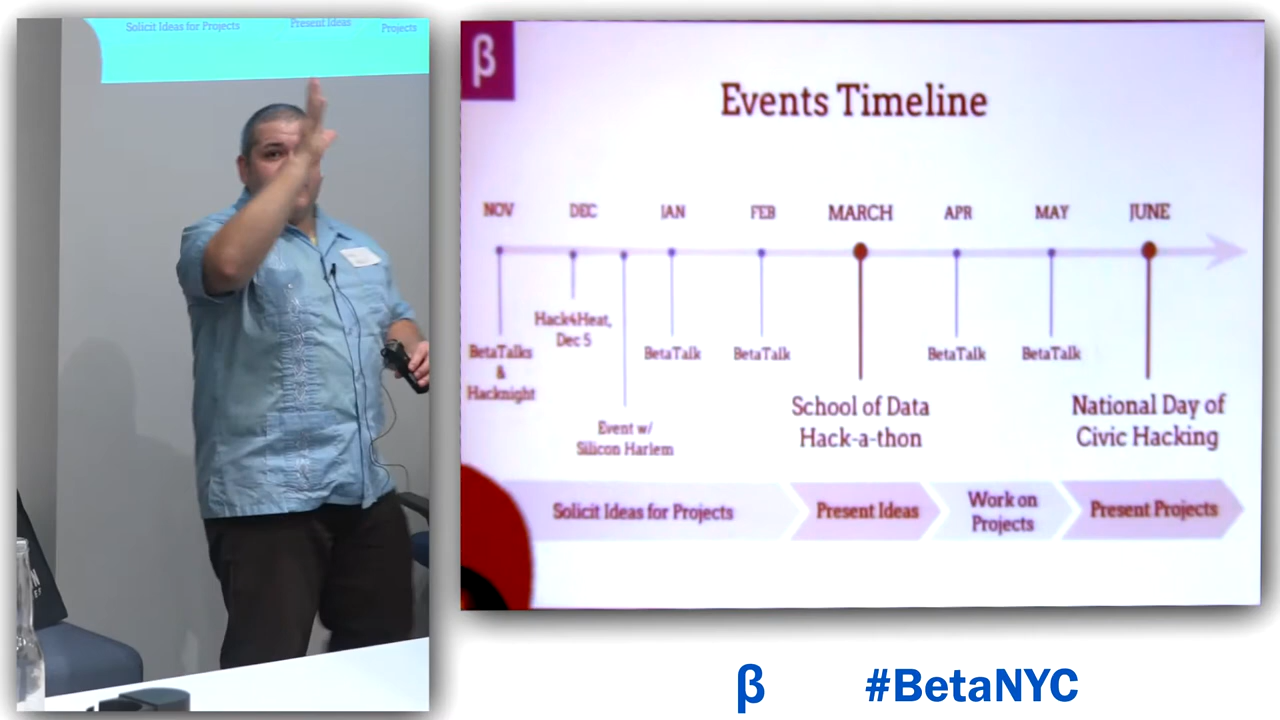 Solicit Ideas for Projects
Present Ideas
Projects
β
Events Timeline
NOV
DEC
JAN
FEB
MARCH
APR
MAY
JUNE
BetaTalks
&
Hacknight
Hack4Heat,
Dec 5
Event w/
Silicon Harlem
BetaTalk
BetaTalk
School of Data
Hack-a-thon
BetaTalk
BetaTalk
National Day of
Civic Hacking
Solicit Ideas for Projects
Present Ideas
Work on
Projects
Present Projects
β #BetaNYC